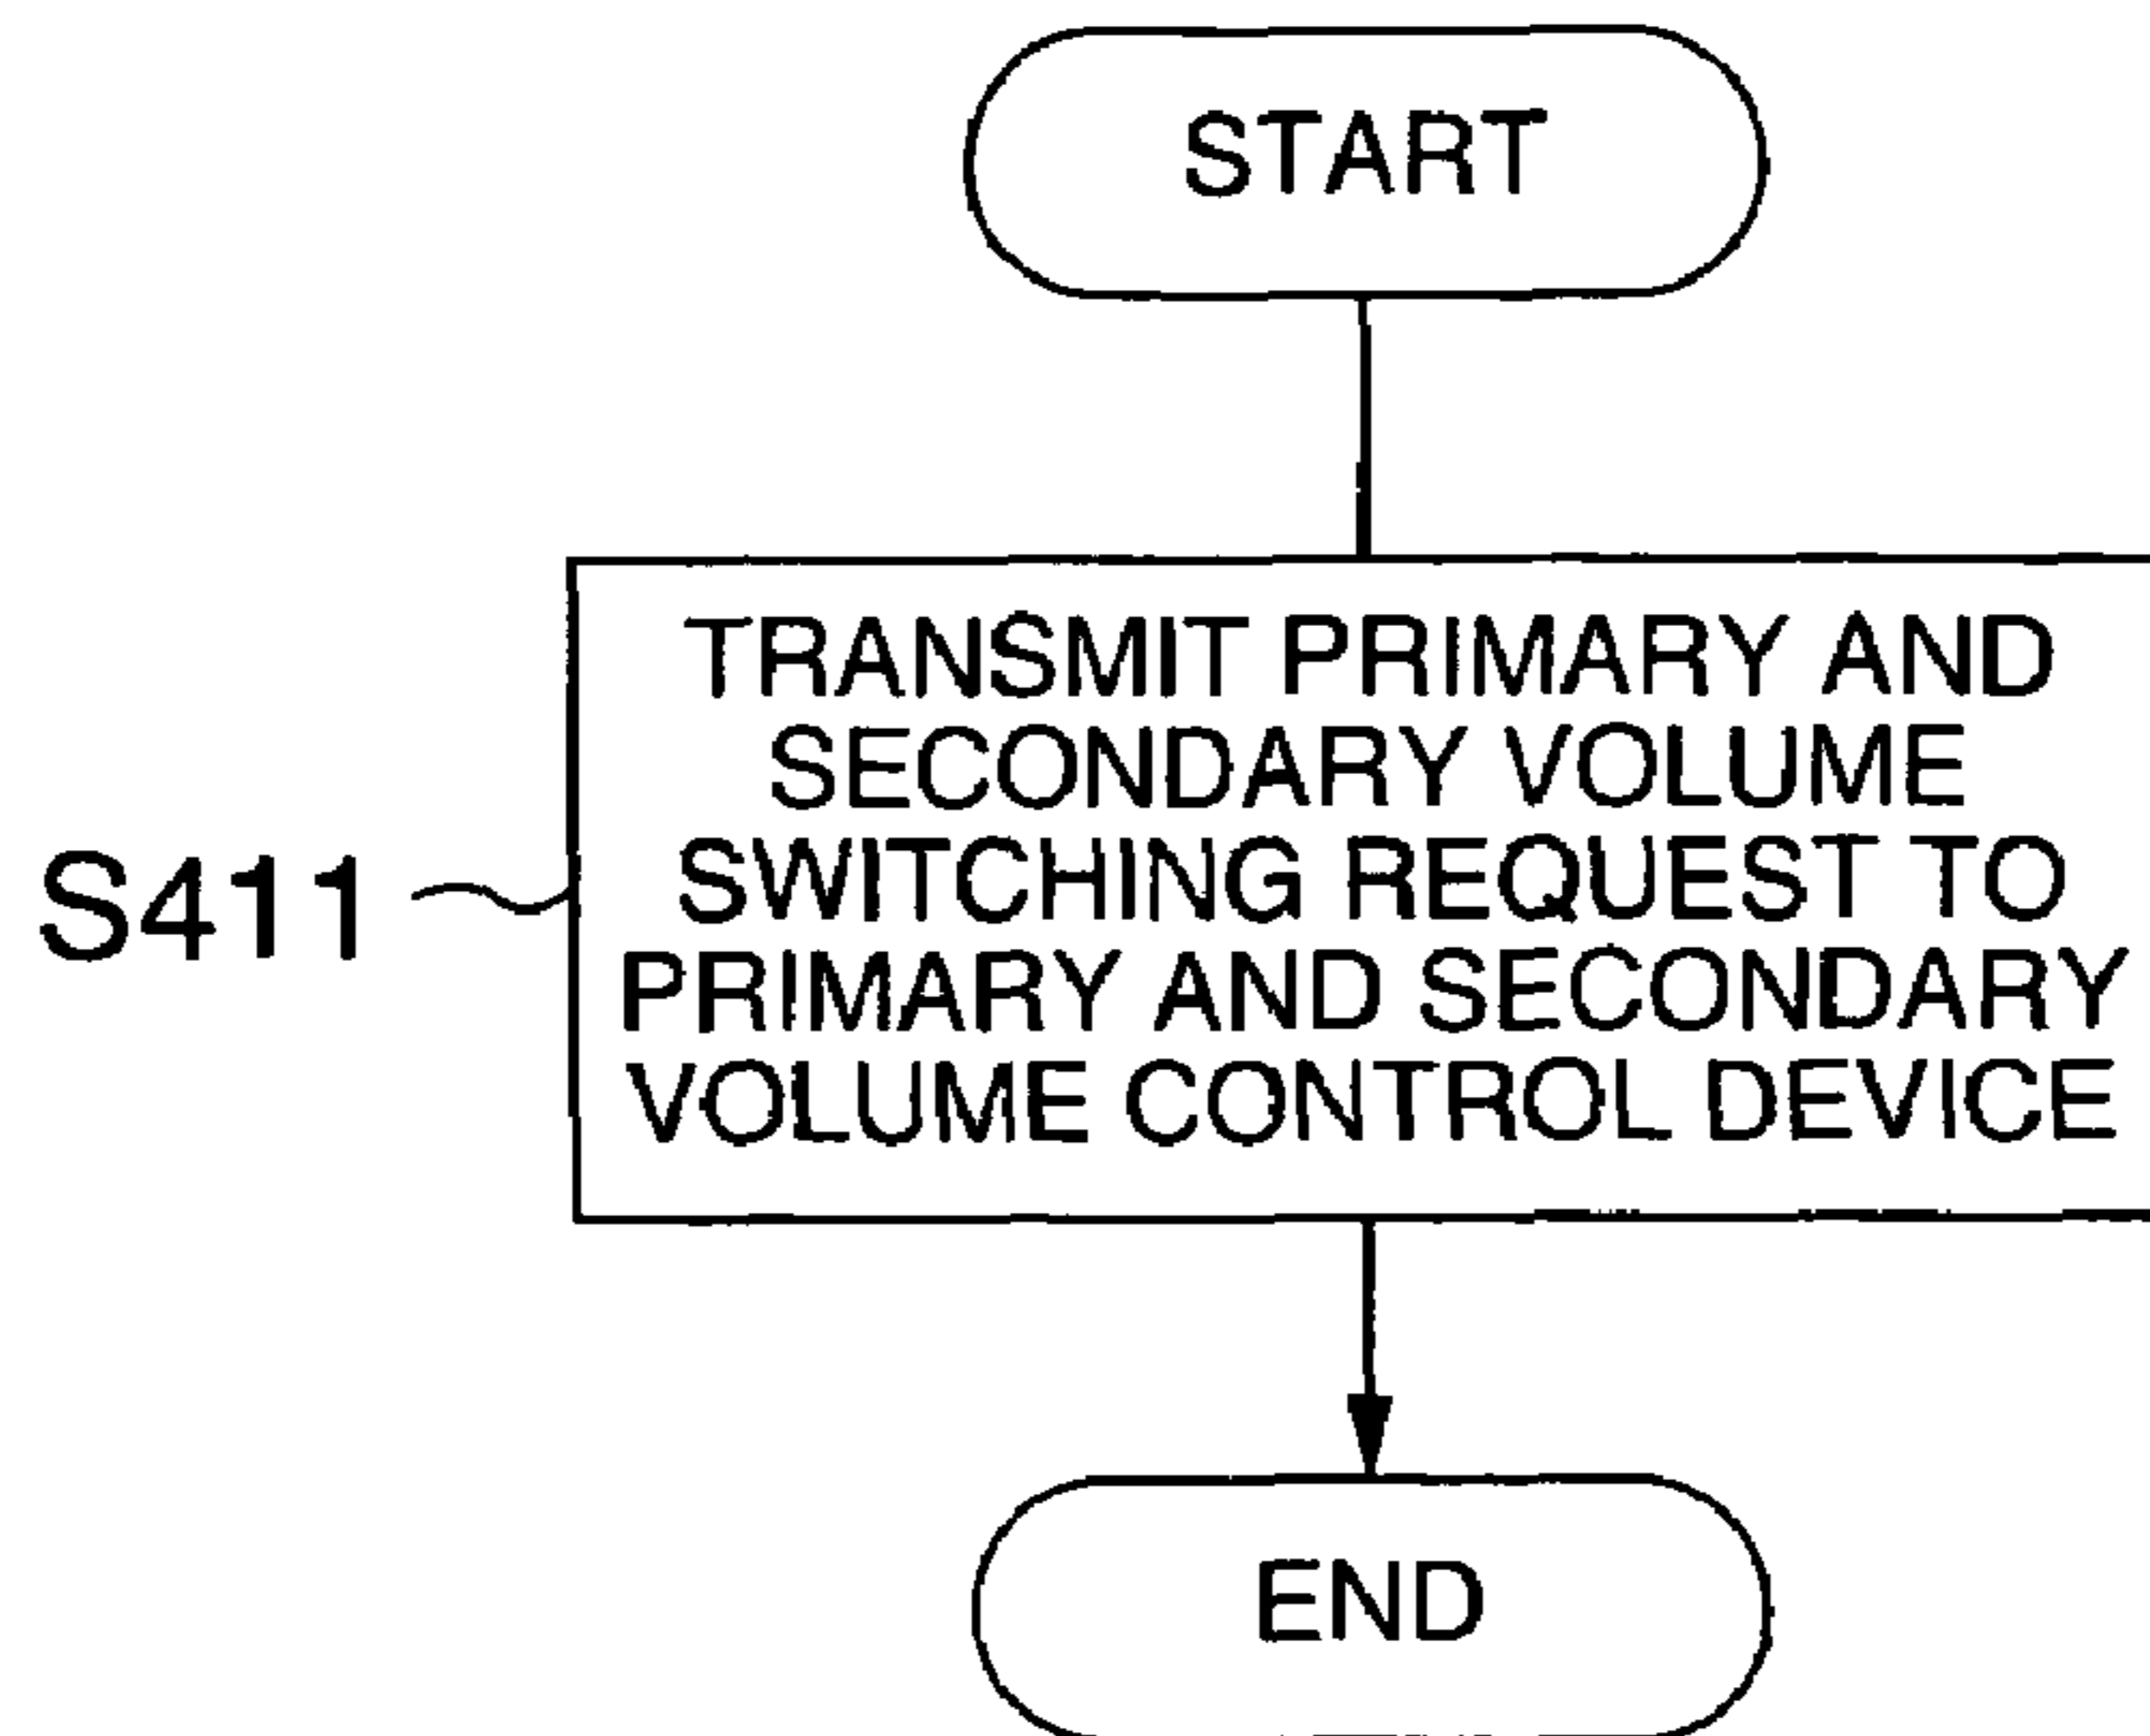 START
TRANSMIT PRIMARY AND
SECONDARY VOLUME
SWITCHING REQUEST TO
PRIMARY AND SECONDARY
VOLUME CONTROL DEVICE
S411
END